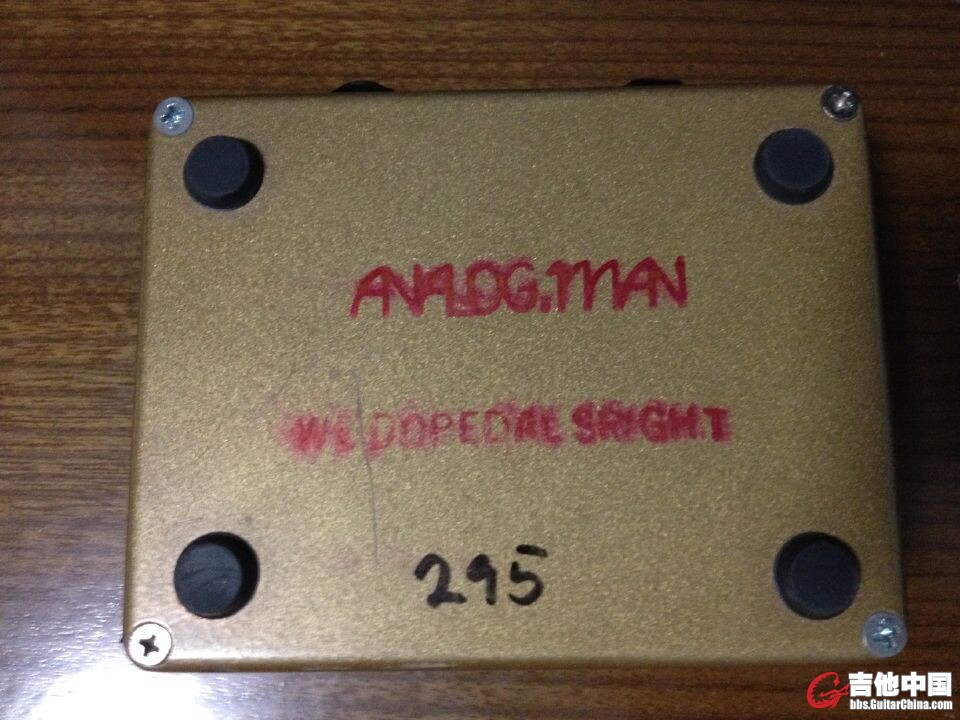 ANALOG.MAN
WE DO PEDALS RIGHT
295
吉他中国
bbs.GuitarChina.com